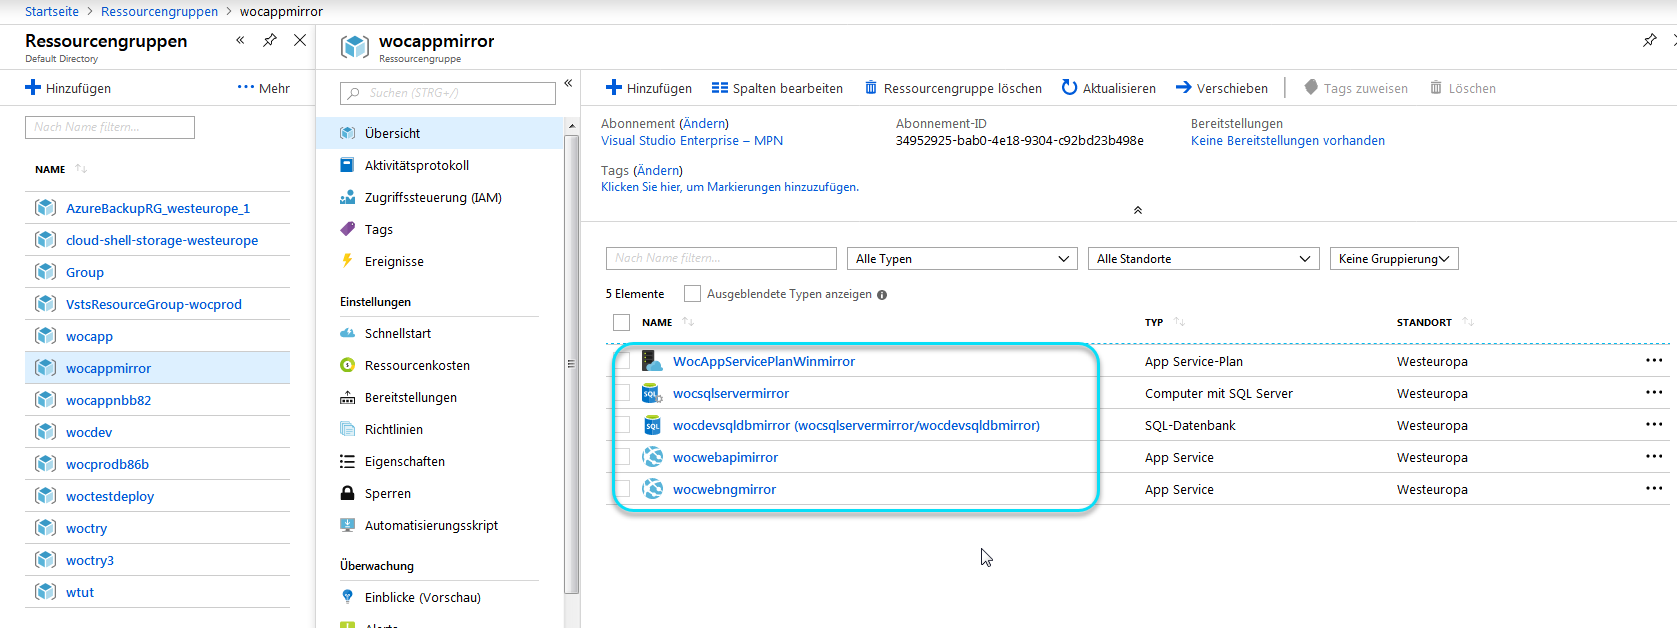 Startseite > Ressourcengruppen > wocappmirror
Ressourcengruppen
Default Directory
Hinzufügen
Mehr
Nach Name filtern...
NAME
AzureBackupRG_westeurope_1
cloud-shell-storage-westeurope
Group
VstsResourceGroup-wocprod
wocapp
wocappmirror
wocappnbb82
wocdev
wocprodb86b
woctestdeploy
woctry
woctry3
wtut
wocappmirror
Ressourcengruppe
Suchen (STRG+/)
Übersicht
Aktivitätsprotokoll
Zugriffssteuerung (IAM)
Tags
Ereignisse
Einstellungen
Schnellstart
Ressourcenkosten
Bereitstellungen
Richtlinien
Eigenschaften
Sperren
Automatisierungsskript
Überwachung
Einblicke (Vorschau)
Alerts
Hinzufügen Spalten bearbeiten Ressourcengruppe löschen Aktualisieren Verschieben Tags zuweisen Löschen
Abonnement (Ändern) Abonnement-ID Bereitstellungen
Visual Studio Enterprise – MPN 34952925-bab0-4e18-9304-c92bd23b498e Keine Bereitstellungen vorhanden
Tags (Ändern)
Klicken Sie hier, um Markierungen hinzuzufügen.
Nach Name filtern... Alle Typen Alle Standorte Keine Gruppierung
5 Elemente Ausgeblendete Typen anzeigen
NAME TYP STANDORT
WocAppServicePlanWinmirror App Service-Plan Westeuropa
wocsqlservermirror Computer mit SQL Server Westeuropa
wocdevsqldbmirror (wocsqlservermirror/wocdevsqldbmirror) SQL-Datenbank Westeuropa
wocwebapimirror App Service Westeuropa
wocwebngmirror App Service Westeuropa